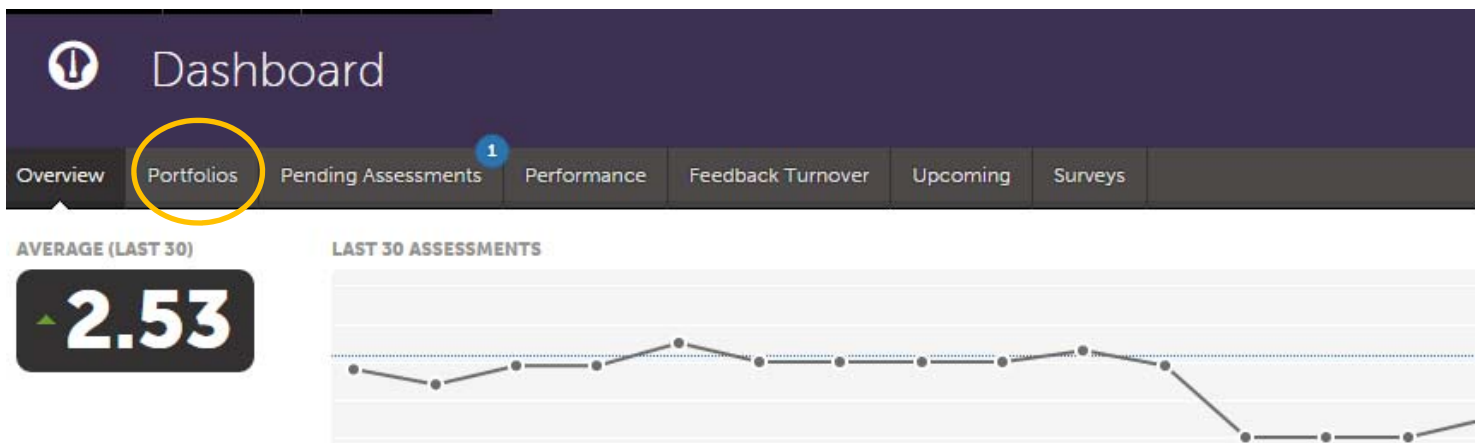 Dashboard
1
Overview Portfolios Pending Assessments Performance Feedback Turnover Upcoming Surveys
AVERAGE (LAST 30) LAST 30 ASSESSMENTS
2.53